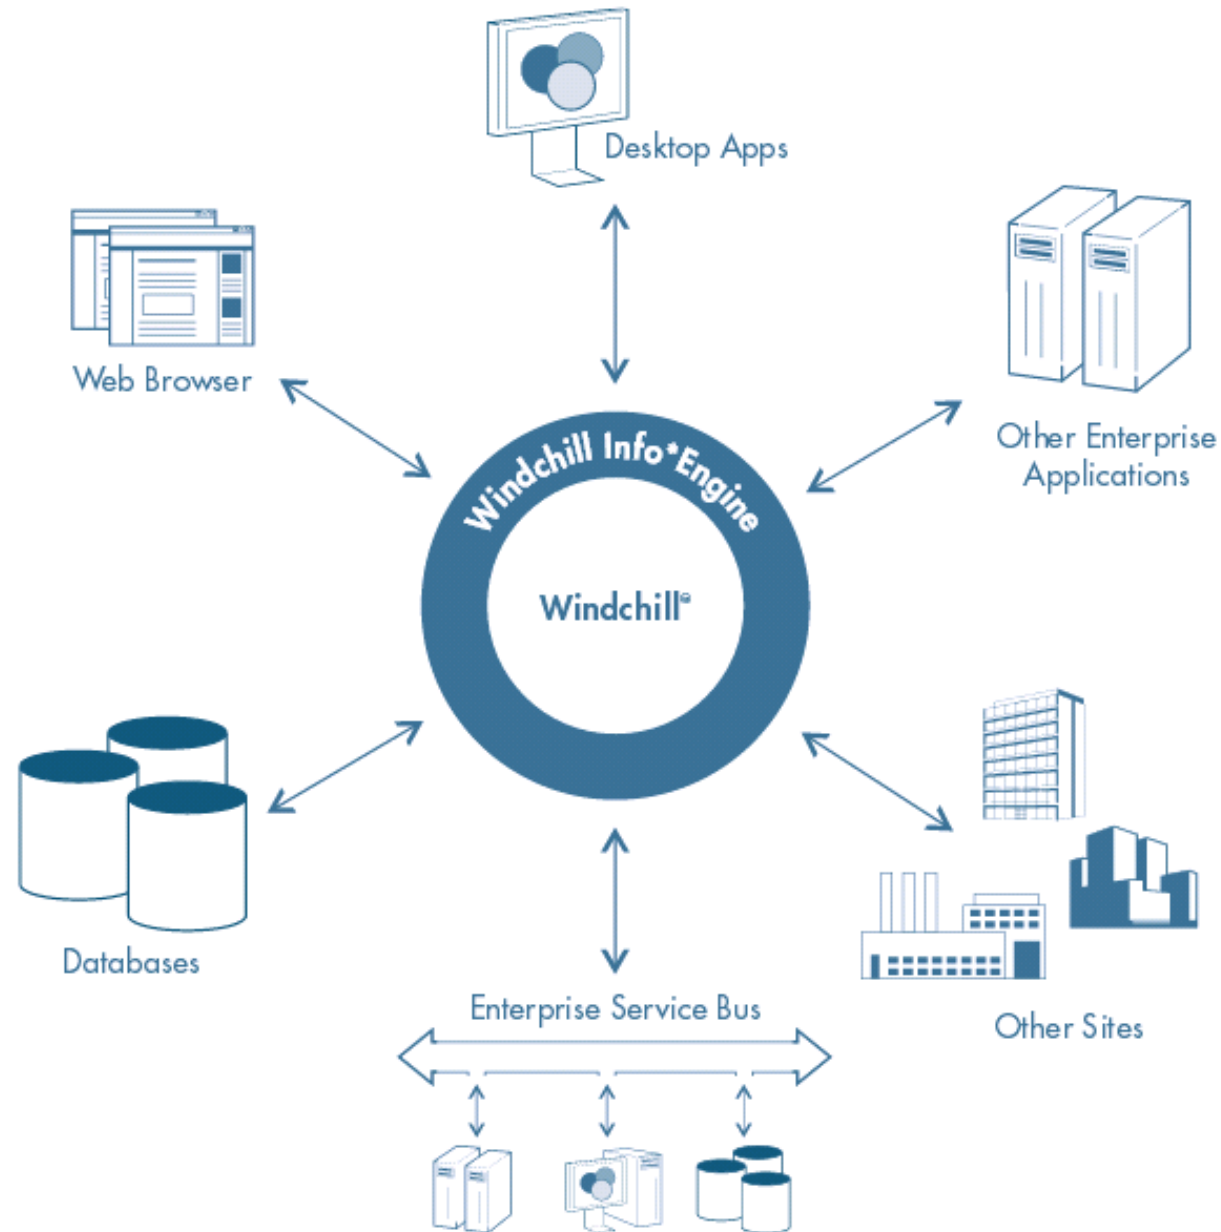 Desktop Apps
Web Browser
Other Enterprise
Applications
Windchill Info*Engine
Windchill®
Databases
Enterprise Service Bus
Other Sites